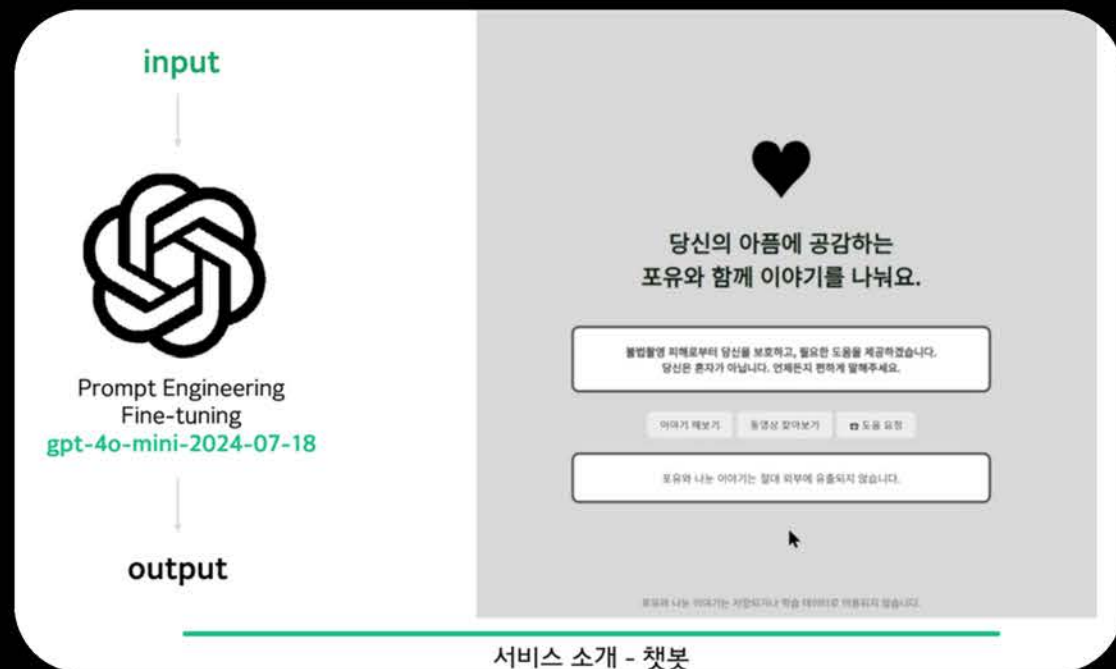 input
Prompt Engineering
Fine-tuning
gpt-4o-mini-2024-07-18
output
당신의 아픔에 공감하는
포유와 함께 이야기를 나눠요.
불법촬영 피해로부터 당신을 보호하고, 필요한 도움을 제공하겠습니다.
당신은 혼자가 아닙니다. 언제든지 편하게 말해주세요.
이야기 해보기
동영상 찾아보기
도움 요청
포유와 나눈 이야기는 절대 외부에 유출되지 않습니다.
포유와 나눈 이야기는 저장되거나 학습 데이터로 이용되지 않습니다.
서비스 소개 - 챗봇